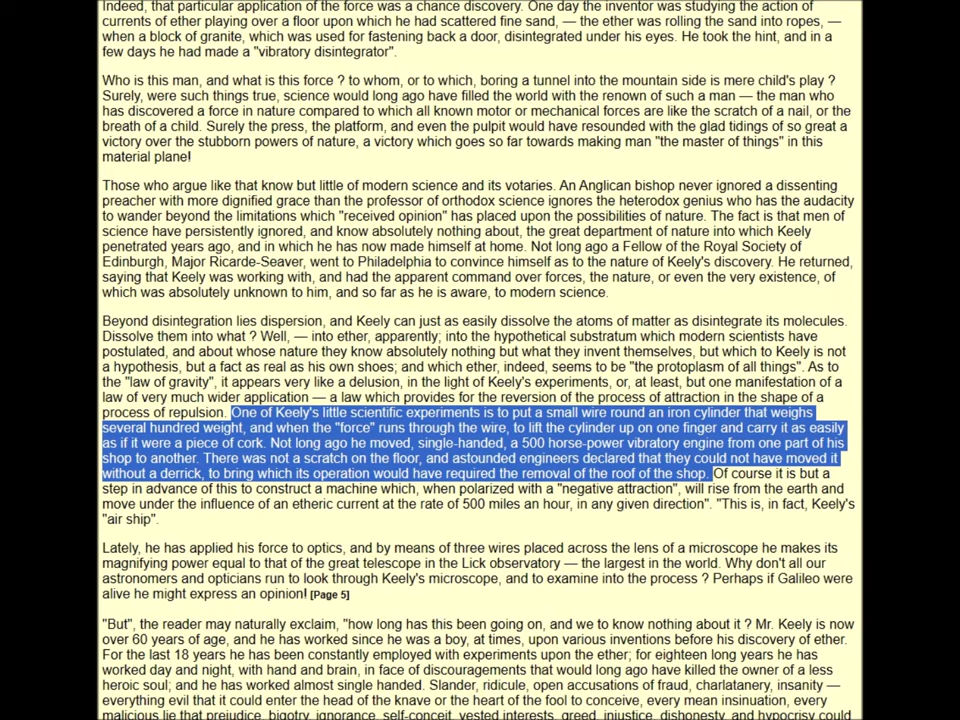 Indeed, that particular application of the force was a chance discovery. One day the inventor was studying the action of
currents of ether playing over a floor upon which he had scattered fine sand, — the ether was rolling the sand into ropes, —
when a block of granite, which was used for fastening back a door, disintegrated under his eyes. He took the hint, and in a
few days he had made a "vibratory disintegrator".
Who is this man, and what is this force ? to whom, or to which, boring a tunnel into the mountain side is mere child's play ?
Surely, were such things true, science would long ago have filled the world with the renown of such a man — the man who
has discovered a force in nature compared to which all known motor or mechanical forces are like the scratch of a nail, or the
breath of a child. Surely the press, the platform, and even the pulpit would have resounded with the glad tidings of so great a
victory over the stubborn powers of nature, a victory which goes so far towards making man "the master of things" in this
material plane!
Those who argue like that know but little of modern science and its votaries. An Anglican bishop never ignored a dissenting
preacher with more dignified grace than the professor of orthodox science ignores the heterodox genius who has the audacity
to wander beyond the limitations which "received opinion" has placed upon the possibilities of nature. The fact is that men of
science have persistently ignored, and know absolutely nothing about, the great department of nature into which Keely
penetrated years ago, and in which he has now made himself at home. Not long ago a Fellow of the Royal Society of
Edinburgh, Major Ricarde-Seaver, went to Philadelphia to convince himself as to the nature of Keely's discovery. He returned,
saying that Keely was working with, and had the apparent command over forces, the nature, or even the very existence, of
which was absolutely unknown to him, and so far as he is aware, to modern science.
Beyond disintegration lies dispersion, and Keely can just as easily dissolve the atoms of matter as disintegrate its molecules.
Dissolve them into what ? Well, — into ether, apparently; into the hypothetical substratum which modern scientists have
postulated, and about whose nature they know absolutely nothing but what they invent themselves, but which to Keely is not
a hypothesis, but a fact as real as his own shoes; and which ether, indeed, seems to be "the protoplasm of all things". As to
the "law of gravity", it appears very like a delusion, in the light of Keely's experiments, or, at least, but one manifestation of a
law of very much wider application — a law which provides for the reversion of the process of attraction in the shape of a
process of repulsion. One of Keely's little scientific experiments is to put a small wire round an iron cylinder that weighs
several hundred weight, and when the "force" runs through the wire, to lift the cylinder up on one finger and carry it as easily
as if it were a piece of cork. Not long ago he moved, single-handed, a 500 horse-power vibratory engine from one part of his
shop to another. There was not a scratch on the floor, and astounded engineers declared that they could not have moved it
without a derrick, to bring which its operation would have required the removal of the roof of the shop. Of course it is but a
step in advance of this to construct a machine which, when polarized with a "negative attraction", will rise from the earth and
move under the influence of an etheric current at the rate of 500 miles an hour, in any given direction". "This is, in fact, Keely's
"air ship".
Lately, he has applied his force to optics, and by means of three wires placed across the lens of a microscope he makes its
magnifying power equal to that of the great telescope in the Lick observatory — the largest in the world. Why don't all our
astronomers and opticians run to look through Keely's microscope, and to examine into the process ? Perhaps if Galileo were
alive he might express an opinion! [Page 5]
"But", the reader may naturally exclaim, "how long has this been going on, and we to know nothing about it ? Mr. Keely is now
over 60 years of age, and he has worked since he was a boy, at times, upon various inventions before his discovery of ether.
For the last 18 years he has been constantly employed with experiments upon the ether; for eighteen long years he has
worked day and night, with hand and brain, in face of discouragements that would long ago have killed the owner of a less
heroic soul; and he has worked almost single handed. Slander, ridicule, open accusations of fraud, charlatanery, insanity —
everything evil that it could enter the head of the knave or the heart of the fool to conceive, every mean insinuation, every
malicious lie that prejudice, bigotry, ignorance, self-conceit, vested interests, greed, injustice, dishonesty, and hypocrisy could